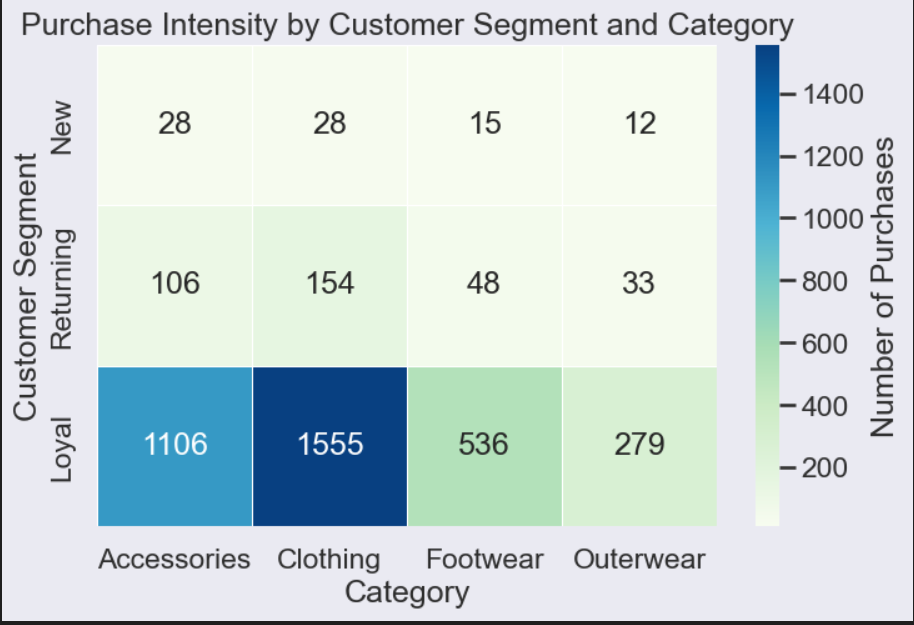 Purchase Intensity by Customer Segment and Category
Customer Segment
New
28 28 15 12
Returning
106 154 48 33
Loyal
1106 1555 536 279
Accessories Clothing Footwear Outerwear
Category
1400
1200
1000
800
600
400
200
Number of Purchases